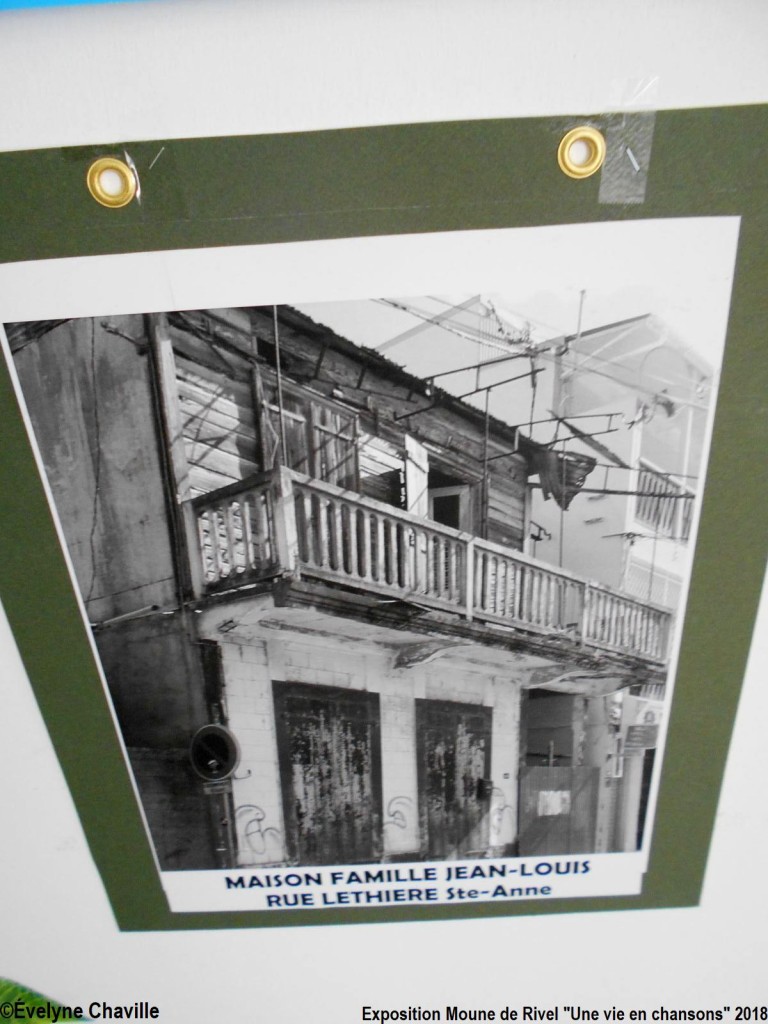 MAISON FAMILLE JEAN-LOUIS
RUE LETHIERE Ste-Anne
©Évelyne Chaville
Exposition Moune de Rivel "Une vie en chansons" 2018